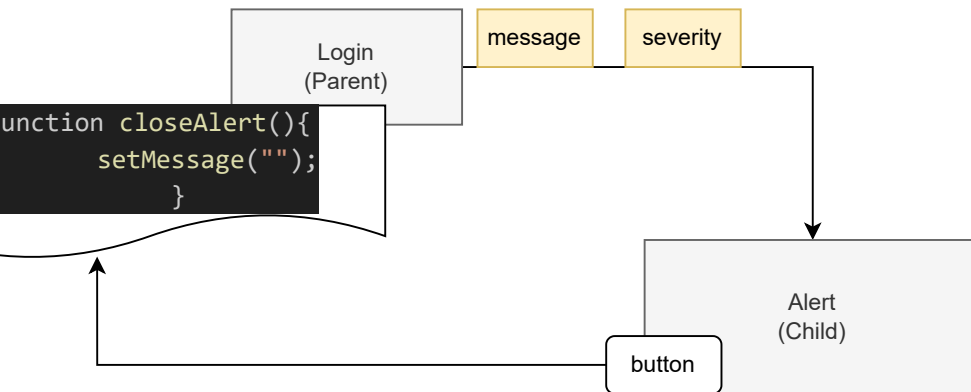 Login
(Parent)
message
severity
unction closeAlert(){
setMessage("");
}
Alert
(Child)
button